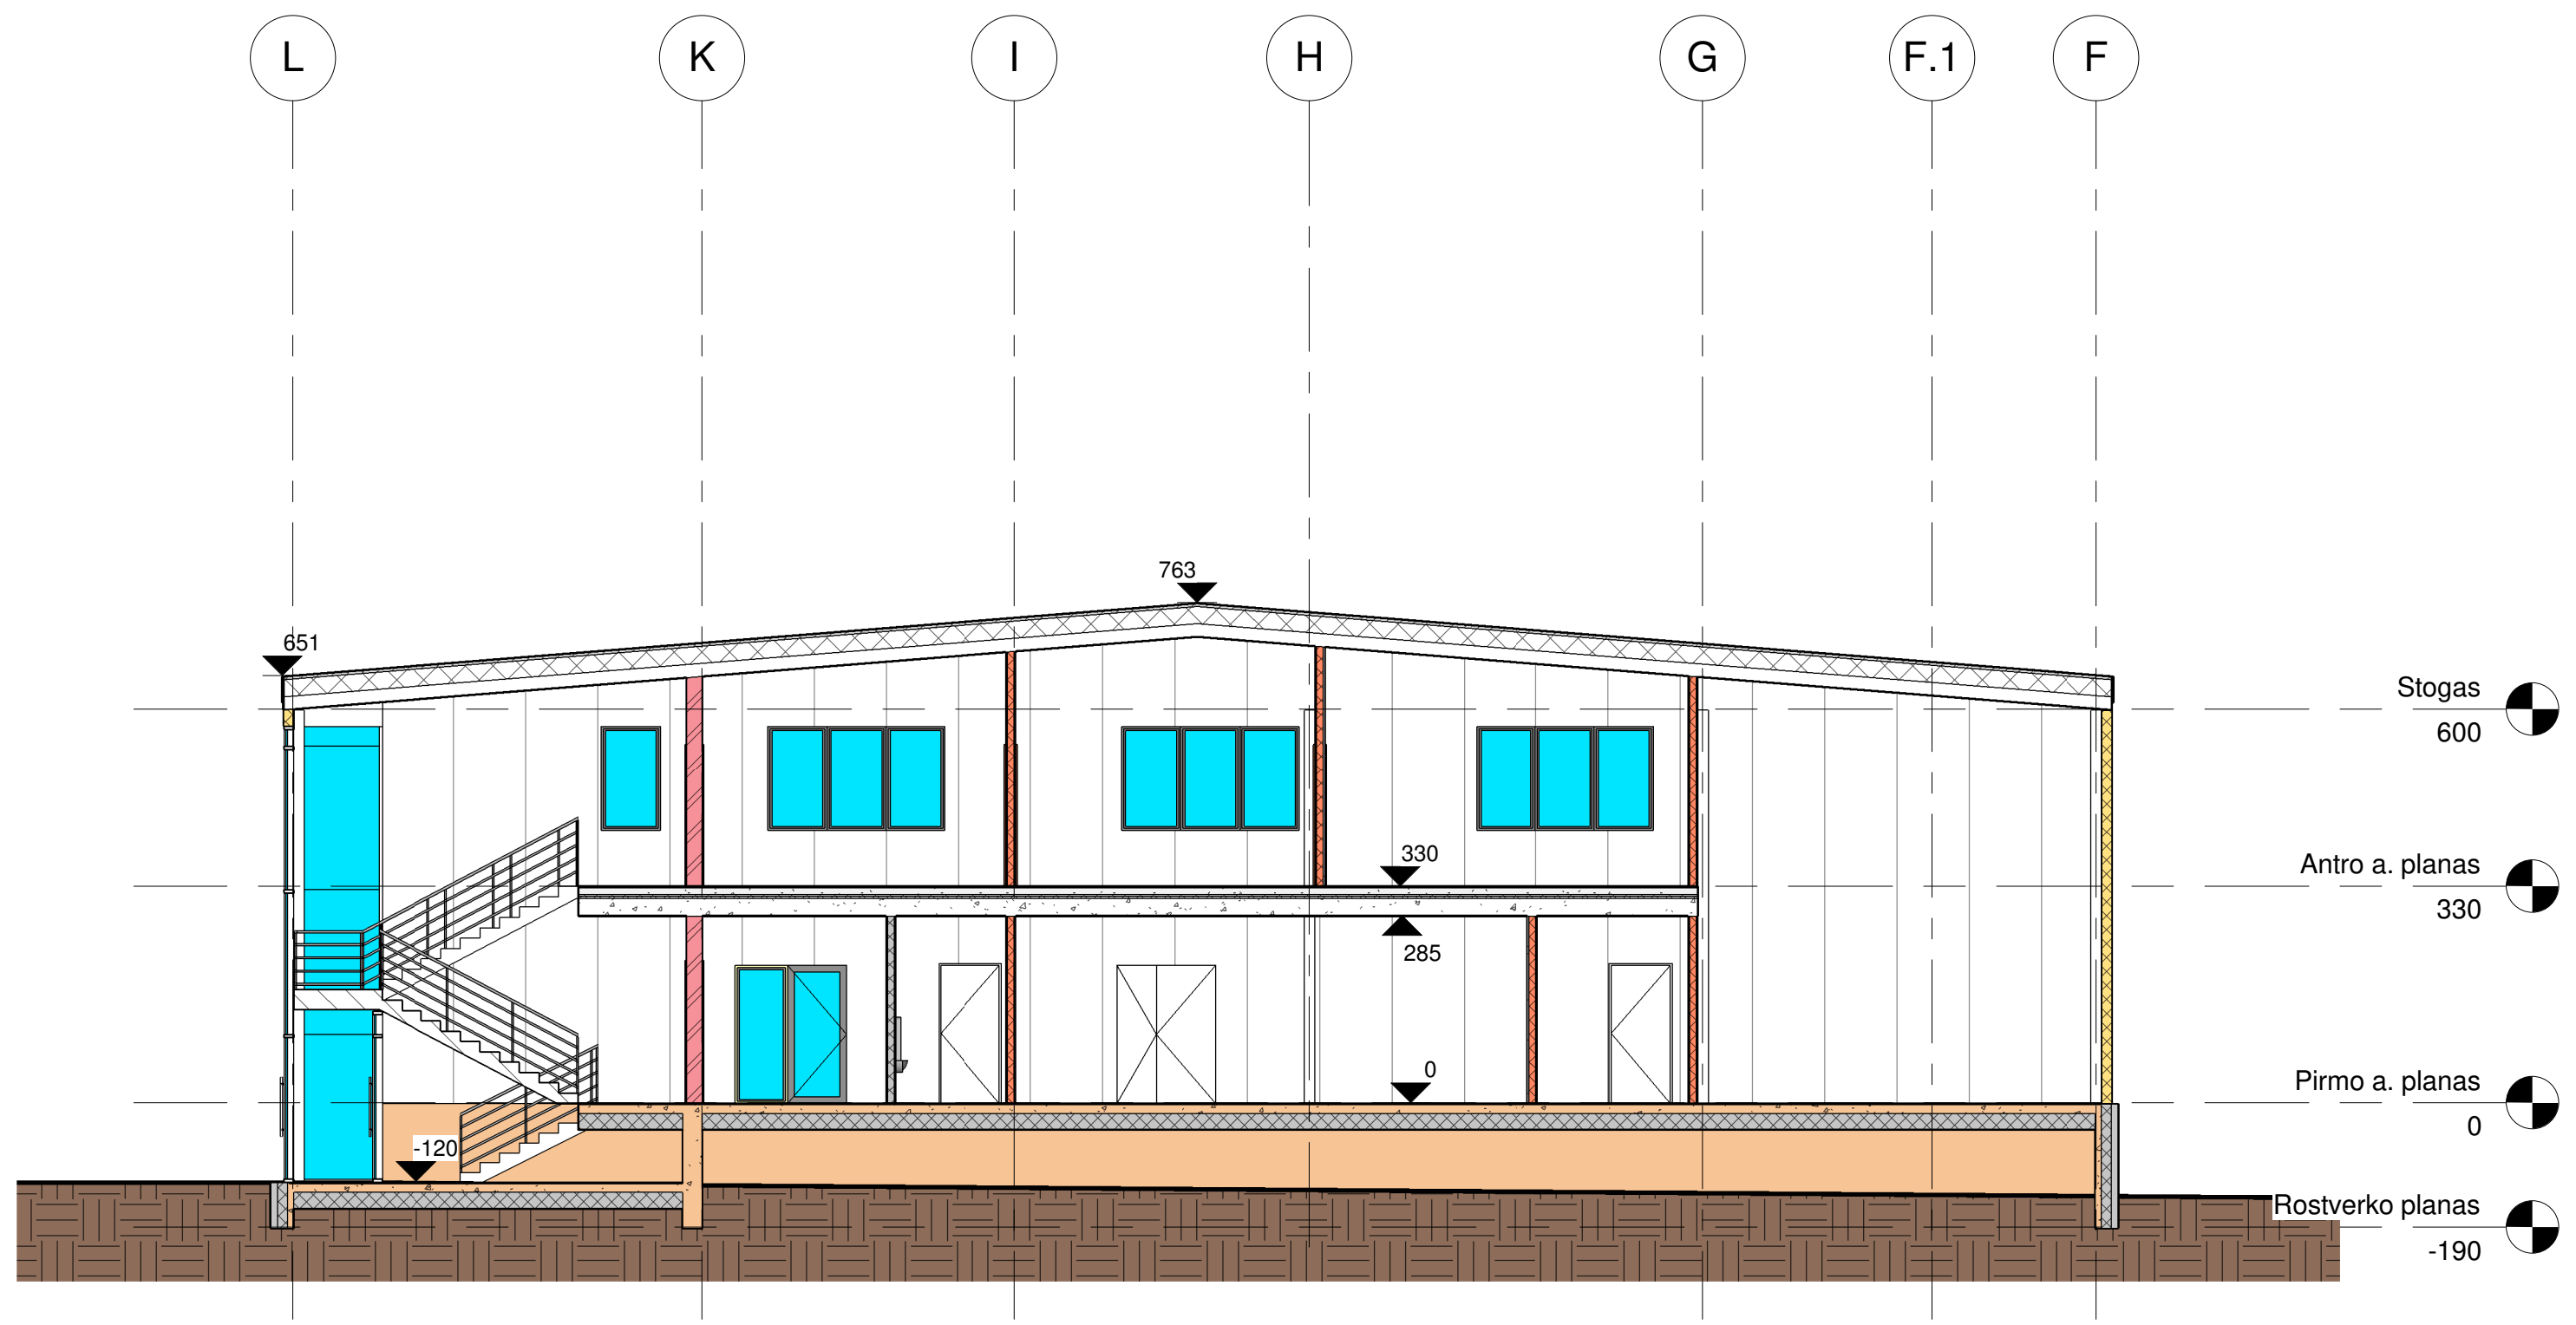 L K I H G F.1 F
763
651
Stogas
600
330
Antro a. planas
330
285
0
Pirmo a. planas
0
-120
Rostverko planas
-190